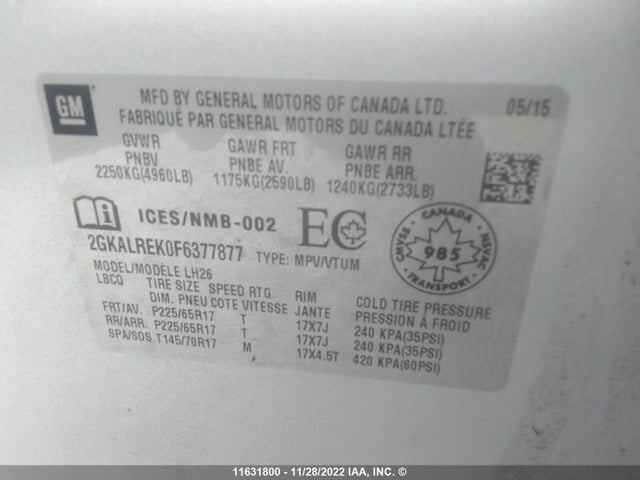 GM
MFD BY GENERAL MOTORS OF CANADA LTD. 05/15
FABRIQUÉ PAR GENERAL MOTORS DU CANADA LTÉE
GVWR GAWR FRT GAWR RR
PNBV PNBE AV. PNBE ARR.
2250KG(4960LB) 1175KG(2590LB) 1240KG(2733LB)
ICES/NMB-002 EC
2GKALREK0F6377877 TYPE: MPV/VTUM
CANADA
CMVSS 985 NSVAC
TRANSPORT
MODEL/MODÈLE LH26
LBCQ TIRE SIZE SPEED RTG RIM COLD TIRE PRESSURE
DIM. PNEU COTE VITESSE JANTE PRESSION À FROID
FRT/AV. P225/65R17 T 17X7J 240 KPA(35PSI)
RR/ARR. P225/65R17 T 17X7J 240 KPA(35PSI)
SPA/SOS T145/70R17 M 17X4.5T 420 KPA(60PSI)
11631800 - 11/28/2022 IAA, INC. ©